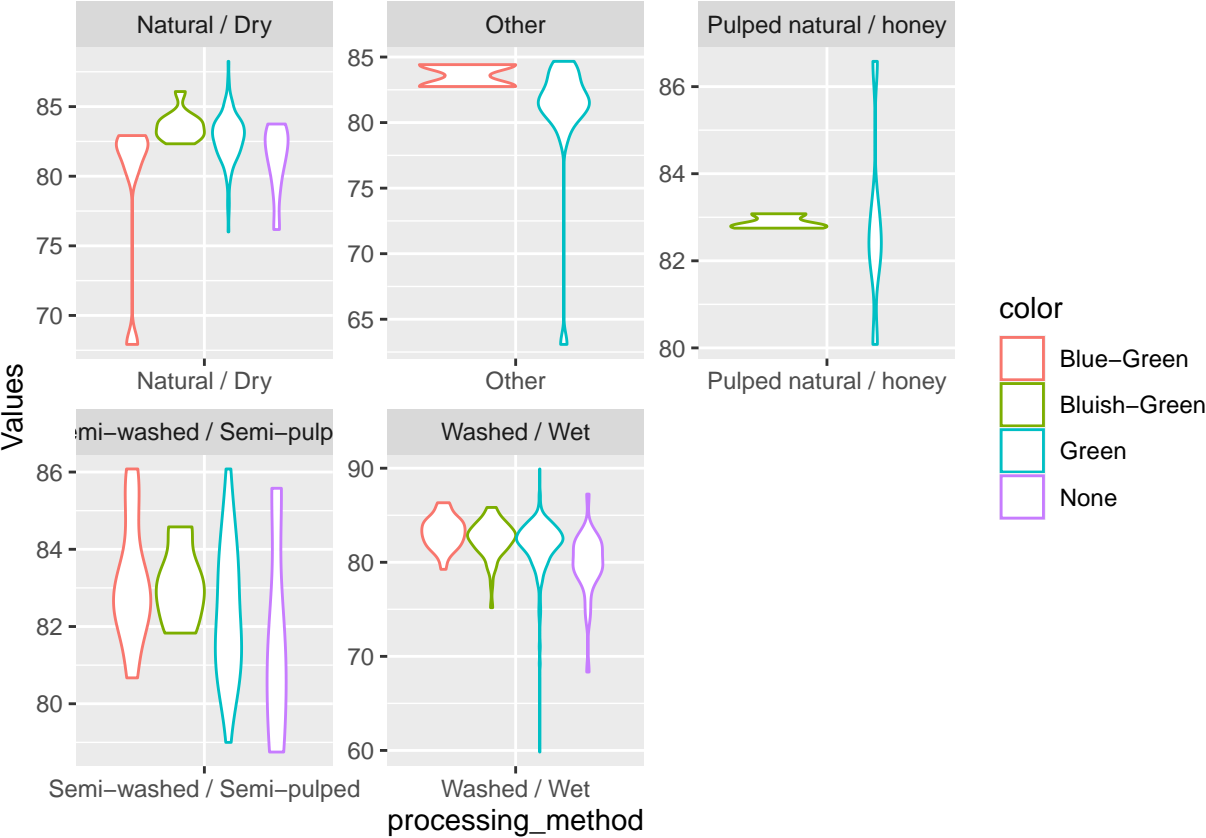 Natural / Dry
Other
Pulped natural / honey
85
80
75
70
85
80
75
70
65
86
84
82
80
Natural / Dry
Other
Pulped natural / honey
Values
emi−washed / Semi−pulp
Washed / Wet
86
84
82
80
90
80
70
60
Semi−washed / Semi−pulped
Washed / Wet
processing_method
color
Blue−Green
Bluish−Green
Green
None